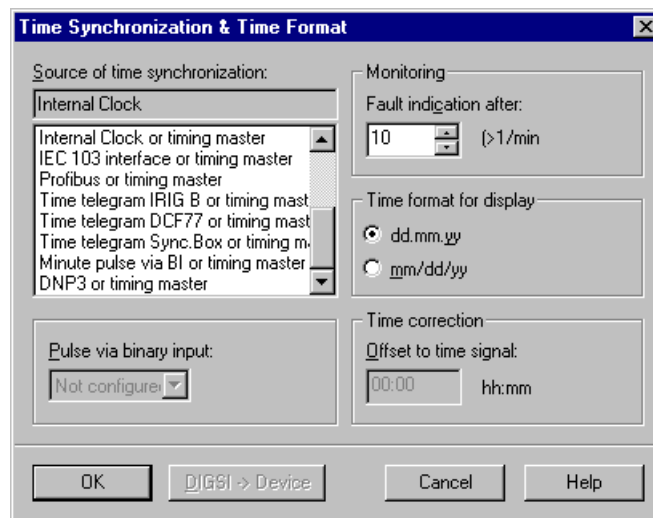 Time Synchronization & Time Format
Source of time synchronization:
Internal Clock
Internal Clock or timing master
IEC 103 interface or timing master
Profibus or timing master
Time telegram IRIG B or timing mast
Time telegram DCF77 or timing mast
Time telegram Sync.Box or timing m
Minute pulse via BI or timing master
DNP3 or timing master
Pulse via binary input:
Not configure
Monitoring
Fault indication after:
10 (>1/min
Time format for display
dd.mm.yy
mm/dd/yy
Time correction
Offset to time signal:
00:00 hh:mm
OK
DIGSI -> Device
Cancel
Help